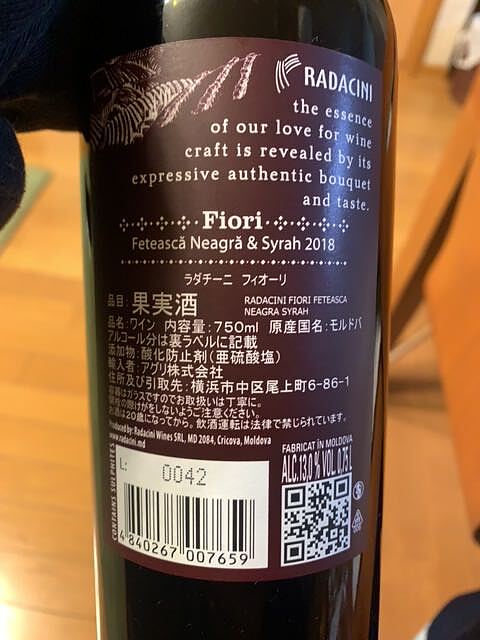 RADACINI
the essence
of our love for wine
craft is revealed by its
expressive authentic bouquet
and taste.
Fiori
Fetească Neagră & Syrah 2018
ラダチーニ フィオーリ
品目: 果実酒
RADACINI FIORI FETEASCA
NEAGRA SYRAH
品名: ワイン 内容量: 750ml 原産国名: モルドバ
アルコール分は裏ラベルに記載
添加物: 酸化防止剤(亜硫酸塩)
輸入者: アグリ株式会社
住所及び引取先: 横浜市中区尾上町6-86-1
容器はガラスですのでお取扱いは丁寧に。
お酒は20歳になってから。飲酒運転は法律で禁じられています。
Produced by: Radacini Wines SRL, MD 2084, Cricova, Moldova
www.radacini.md
CONTAINS SULPHITES
L: 0042
4 840267 007659
FABRICAT ÎN MOLDOVA
ALC.13,0 % VOL. 0,75 L